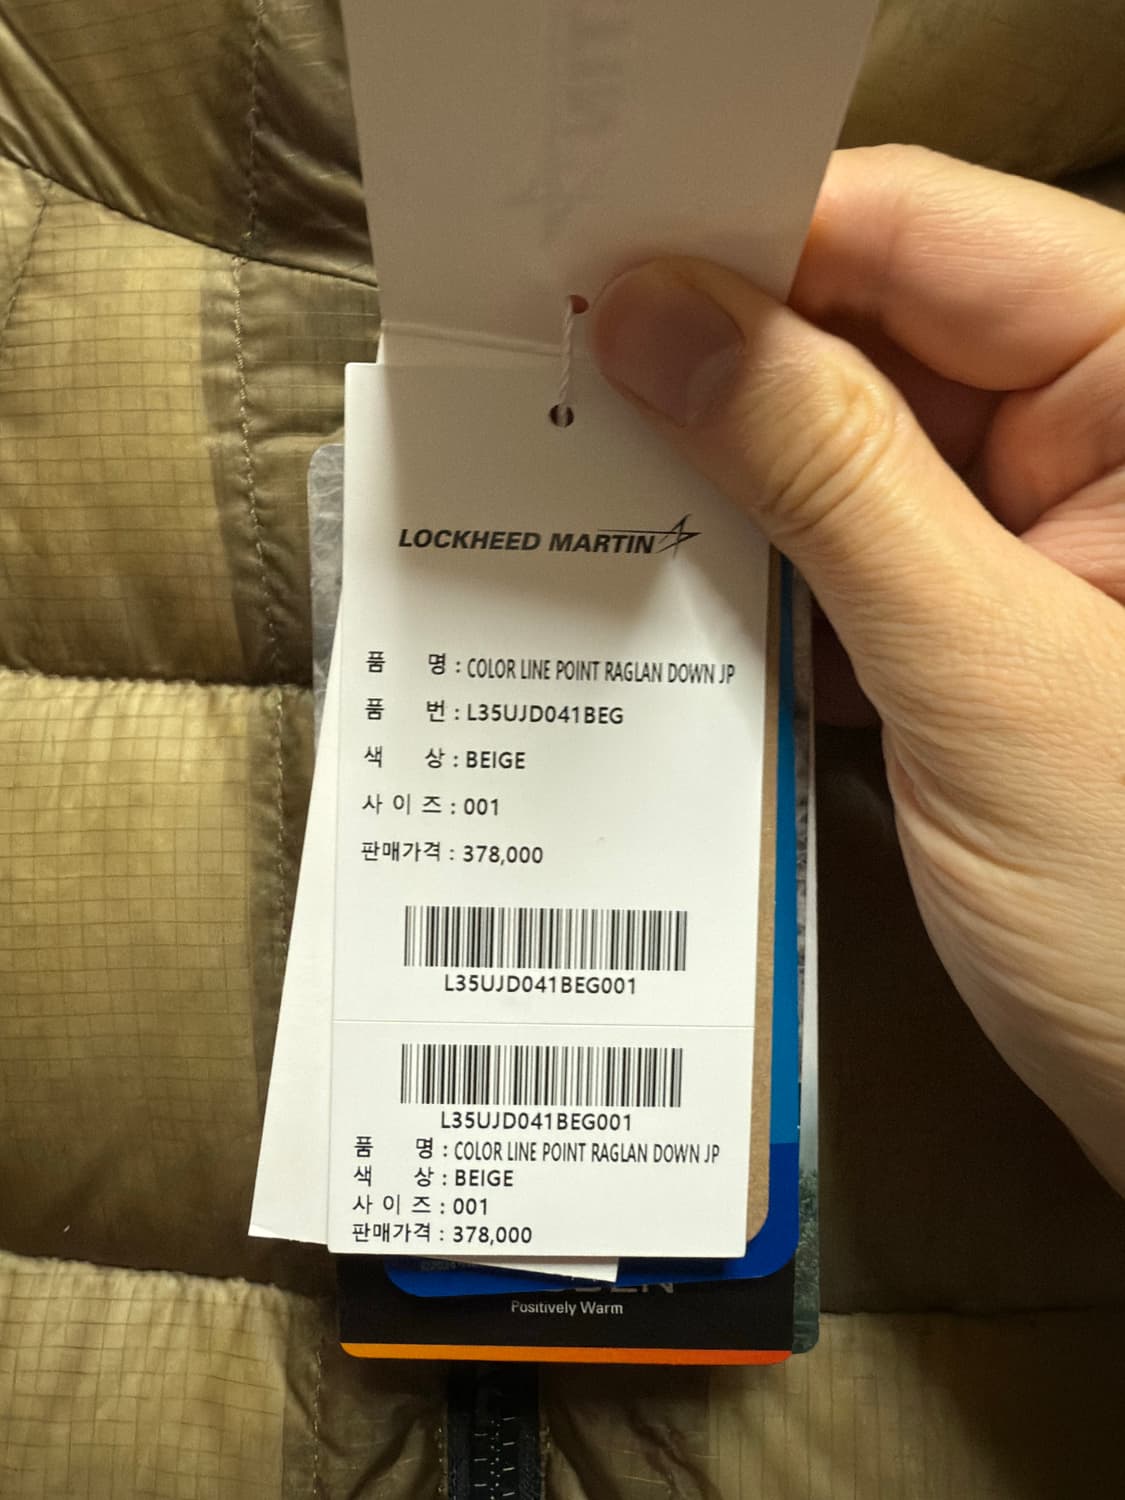 LOCKHEED MARTIN
품 명 : COLOR LINE POINT RAGLAN DOWN JP
품 번 : L35UJD041BEG
색 상 : BEIGE
사 이 즈 : 001
판매가격 : 378,000
L35UJD041BEG001
L35UJD041BEG001
품 명 : COLOR LINE POINT RAGLAN DOWN JP
색 상 : BEIGE
사 이 즈 : 001
판매가격 : 378,000
Positively Warm